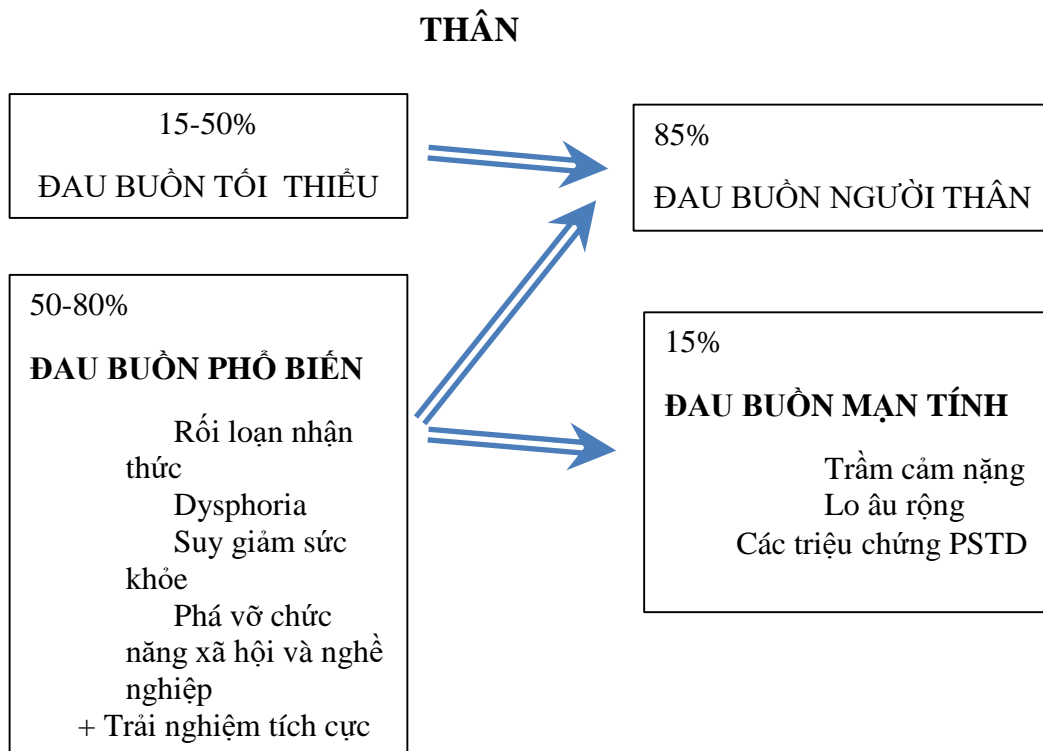 THÂN
15-50%
ĐAU BUỒN TỐI THIỂU
85%
ĐAU BUỒN NGƯỜI THÂN
50-80%
ĐAU BUỒN PHỔ BIẾN
Rối loạn nhận
thức
Dysphoria
Suy giảm sức
khỏe
Phá vỡ chức
năng xã hội và nghề
nghiệp
+ Trải nghiệm tích cực
15%
ĐAU BUỒN MẠN TÍNH
Trầm cảm nặng
Lo âu rộng
Các triệu chứng PSTD